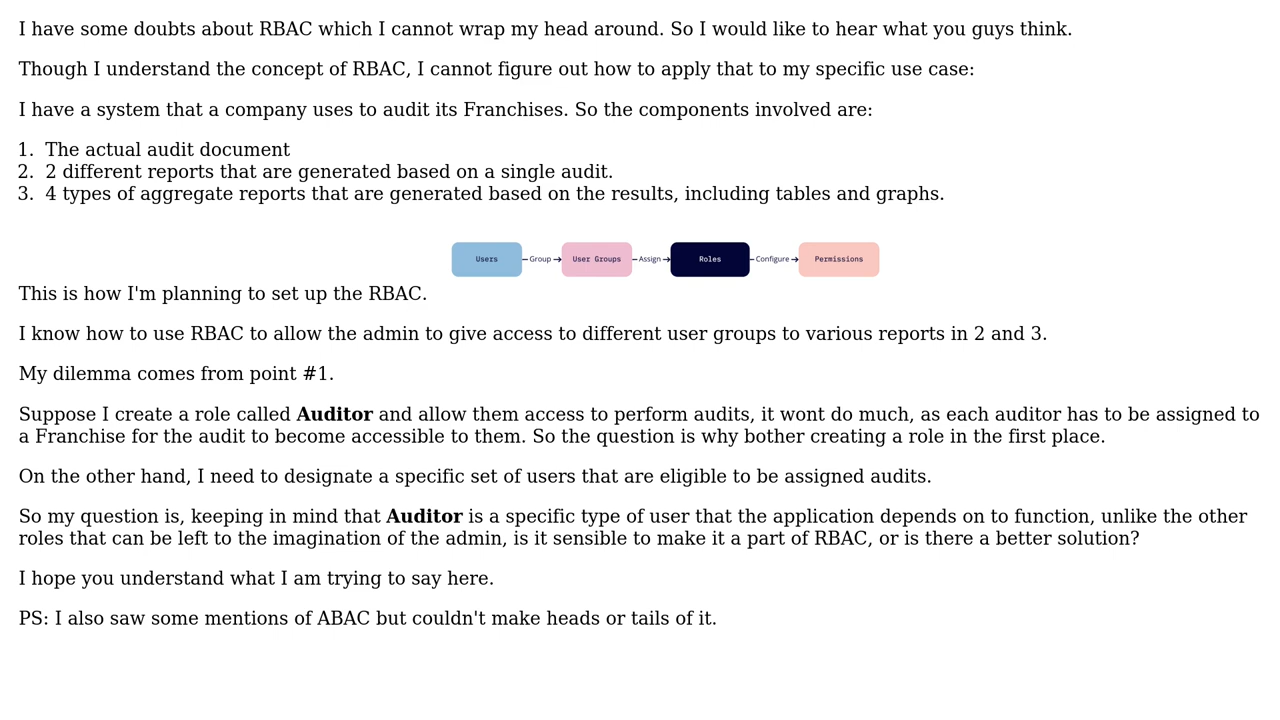 I have some doubts about RBAC which I cannot wrap my head around. So I would like to hear what you guys think.
Though I understand the concept of RBAC, I cannot figure out how to apply that to my specific use case:
I have a system that a company uses to audit its Franchises. So the components involved are:
1. The actual audit document
2. 2 different reports that are generated based on a single audit.
3. 4 types of aggregate reports that are generated based on the results, including tables and graphs.
Users Group User Groups Assign Roles Configure Permissions
This is how I'm planning to set up the RBAC.
I know how to use RBAC to allow the admin to give access to different user groups to various reports in 2 and 3.
My dilemma comes from point #1.
Suppose I create a role called Auditor and allow them access to perform audits, it wont do much, as each auditor has to be assigned to
a Franchise for the audit to become accessible to them. So the question is why bother creating a role in the first place.
On the other hand, I need to designate a specific set of users that are eligible to be assigned audits.
So my question is, keeping in mind that Auditor is a specific type of user that the application depends on to function, unlike the other
roles that can be left to the imagination of the admin, is it sensible to make it a part of RBAC, or is there a better solution?
I hope you understand what I am trying to say here.
PS: I also saw some mentions of ABAC but couldn't make heads or tails of it.